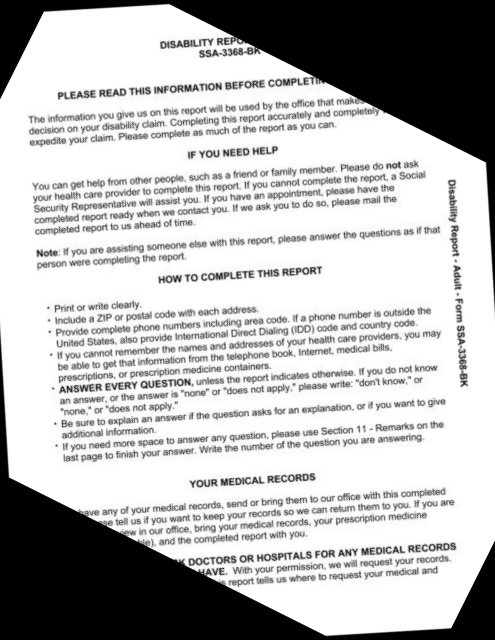 DISABILITY
SSA-3368-BK
PLEASE READ THIS INFORMATION BEFORE
The information you give us on this report will be used by the office that makes
decision on your disability claim. Completing this report accurately and completely
expedite your claim. Please complete as much of the report as you can.
IF YOU NEED HELP
You can get help from other people, such as a friend or family member. Please do not ask
your health care provider to complete this report. If you cannot complete the report, a Social
Security Representative will assist you. If you have an appointment, please have the
completed report ready when we contact you. If we ask you to do so, please mail the
completed report to us ahead of time.
Note: If you are assisting someone else with this report, please answer the questions as if that
person were completing the report.
HOW TO COMPLETE THIS REPORT
• Print or write clearly.
• Include a ZIP or postal code with each address.
• Provide complete phone numbers including area code. If a phone number is outside the
United States, also provide International Direct Dialing (IDD) code and country code.
• If you cannot remember the names and addresses of your health care providers, you may
be able to get that information from the telephone book, Internet, medical bills,
prescriptions, or prescription medicine containers.
• ANSWER EVERY QUESTION, unless the report indicates otherwise. If you do not know
an answer, or the answer is "none" or "does not apply," please write: "don't know," or
"none," or "does not apply."
• Be sure to explain an answer if the question asks for an explanation, or if you want to give
additional information.
• If you need more space to answer any question, please use Section 11 - Remarks on the
last page to finish your answer. Write the number of the question you are answering.
YOUR MEDICAL RECORDS
have any of your medical records, send or bring them to our office with this completed
tell us if you want to keep your records so we can return them to you. If you are
in our office, bring your medical records, your prescription medicine
and the completed report with you.
DOCTORS OR HOSPITALS FOR ANY MEDICAL RECORDS
HAVE. With your permission, we will request your records.
report tells us where to request your medical and
Disability Report - Adult - Form SSA-3368-BK